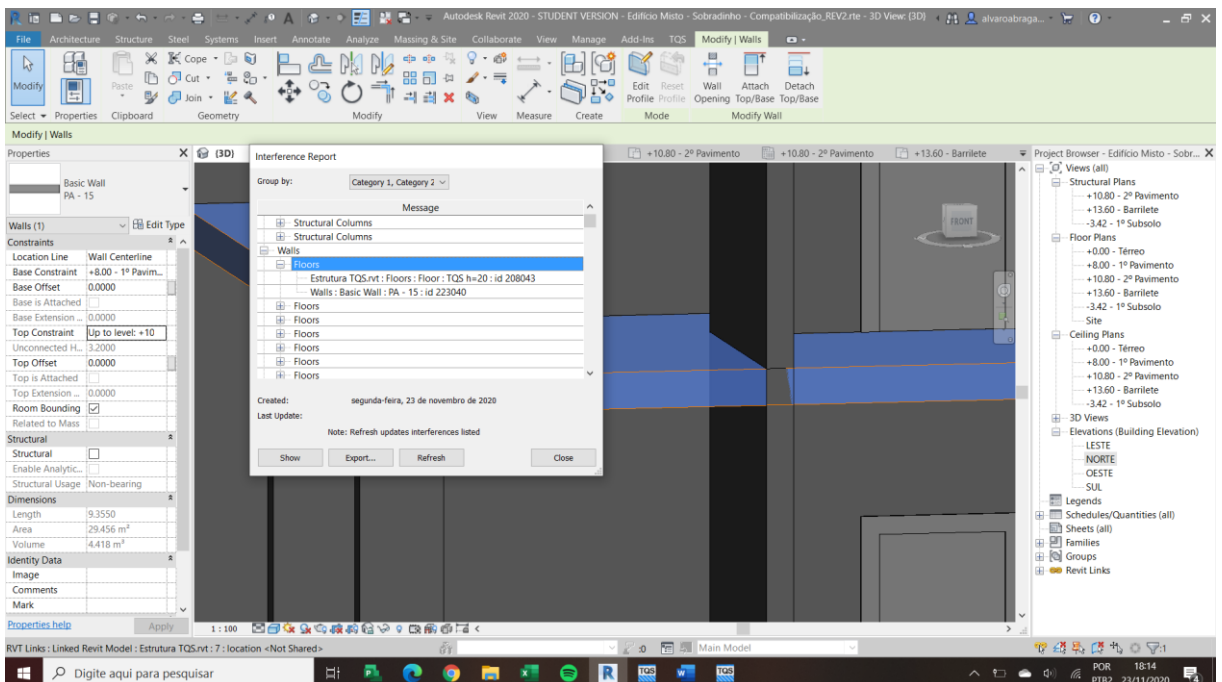 Autodesk Revit 2020 - STUDENT VERSION - Edifício Misto - Sobradinho - Compatibilização_REV2.rte - 3D View: {3D}
alvaroabraga...
File Architecture Structure Steel Systems Insert Annotate Analyze Massing & Site Collaborate View Manage Add-Ins TQS Modify | Walls
Modify
Paste
Cope
Cut
Join
Edit Profile
Reset Profile
Wall Opening
Attach Top/Base
Detach Top/Base
Select Properties Clipboard Geometry Modify View Measure Create Mode Modify Wall
Modify | Walls
Properties
{3D}
+10.80 - 2º Pavimento
+10.80 - 2º Pavimento
+13.60 - Barrilete
Basic Wall
PA - 15
Walls (1) Edit Type
Constraints
Location Line Wall Centerline
Base Constraint +8.00 - 1º Pavim...
Base Offset 0.0000
Base is Attached
Base Extension ... 0.0000
Top Constraint Up to level: +10
Unconnected H... 3.2000
Top Offset 0.0000
Top is Attached
Top Extension ... 0.0000
Room Bounding
Related to Mass
Structural
Structural
Enable Analytic...
Structural Usage Non-bearing
Dimensions
Length 9.3550
Area 29.456 m²
Volume 4.418 m³
Identity Data
Image
Comments
Mark
Properties help Apply
Interference Report
Group by: Category 1, Category 2
Message
Structural Columns
Structural Columns
Walls
Floors
Estrutura TQS.rvt : Floors : Floor : TQS h=20 : id 208043
Walls : Basic Wall : PA - 15 : id 223040
Floors
Floors
Floors
Floors
Floors
Floors
Created: segunda-feira, 23 de novembro de 2020
Last Update:
Note: Refresh updates interferences listed
Show Export... Refresh Close
FRONT
Project Browser - Edifício Misto - Sobr...
Views (all)
Structural Plans
+10.80 - 2º Pavimento
+13.60 - Barrilete
-3.42 - 1º Subsolo
Floor Plans
+0.00 - Térreo
+8.00 - 1º Pavimento
+10.80 - 2º Pavimento
+13.60 - Barrilete
-3.42 - 1º Subsolo
Site
Ceiling Plans
+0.00 - Térreo
+8.00 - 1º Pavimento
+10.80 - 2º Pavimento
+13.60 - Barrilete
-3.42 - 1º Subsolo
3D Views
Elevations (Building Elevation)
LESTE
NORTE
OESTE
SUL
Legends
Schedules/Quantities (all)
Sheets (all)
Families
Groups
Revit Links
1 : 100
RVT Links : Linked Revit Model : Estrutura TQS.rvt : 7 : location <Not Shared>
:0
Main Model
:1
Digite aqui para pesquisar
TQS
TQS
POR
PTB2
18:14
23/11/2020